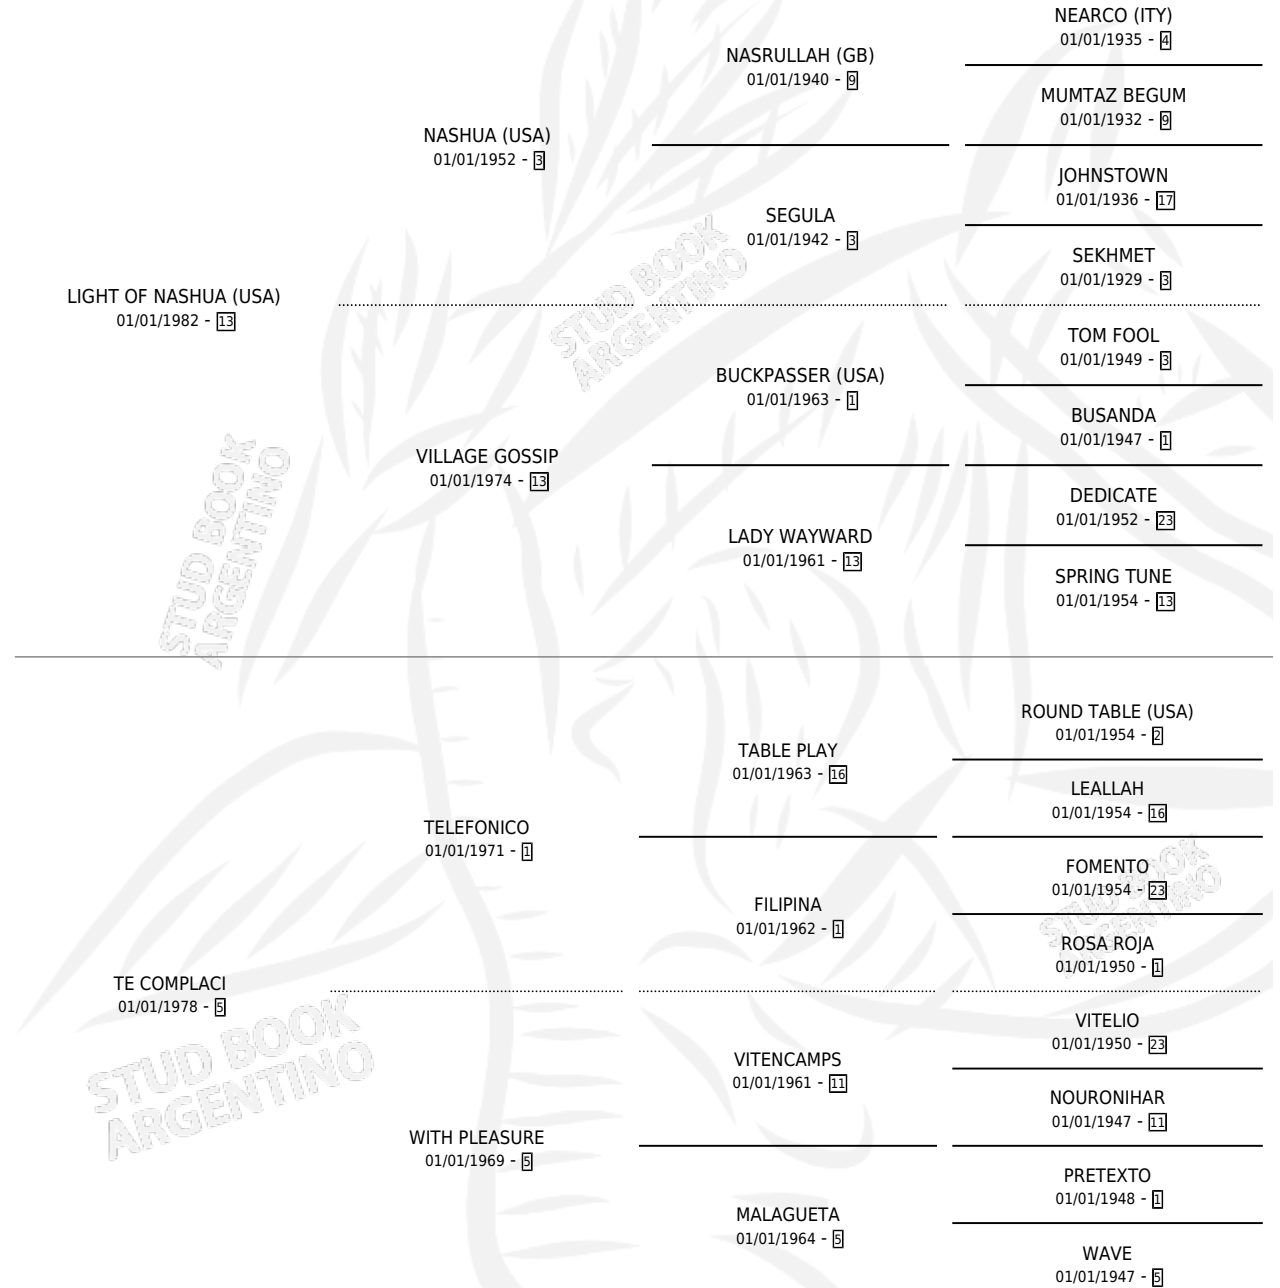 NEARCO (ITY)
01/01/1935 - 4
NASRULLAH (GB)
01/01/1940 - 9
MUMTAZ BEGUM
01/01/1932 - 9
NASHUA (USA)
01/01/1952 - 3
JOHNSTOWN
01/01/1936 - 17
SEGULA
01/01/1942 - 3
SEKHMET
01/01/1929 - 3
LIGHT OF NASHUA (USA)
01/01/1982 - 13
TOM FOOL
01/01/1949 - 3
BUCKPASSER (USA)
01/01/1963 - 1
BUSANDA
01/01/1947 - 1
VILLAGE GOSSIP
01/01/1974 - 13
DEDICATE
01/01/1952 - 23
LADY WAYWARD
01/01/1961 - 13
SPRING TUNE
01/01/1954 - 13
ROUND TABLE (USA)
01/01/1954 - 2
TABLE PLAY
01/01/1963 - 16
LEALLAH
01/01/1954 - 16
TELEFONICO
01/01/1971 - 1
FOMENTO
01/01/1954 - 23
FILIPINA
01/01/1962 - 1
ROSA ROJA
01/01/1950 - 1
TE COMPLACI
01/01/1978 - 5
VITELIO
01/01/1950 - 23
VITENCAMPS
01/01/1961 - 11
NOURONIHAR
01/01/1947 - 11
WITH PLEASURE
01/01/1969 - 5
PRETEXTO
01/01/1948 - 1
MALAGUETA
01/01/1964 - 5
WAVE
01/01/1947 - 5
STUD BOOK
ARGENTINO
STUD BOOK
ARGENTINO
STUD BOOK
ARGENTINO
STUD BOOK
ARGENTINO